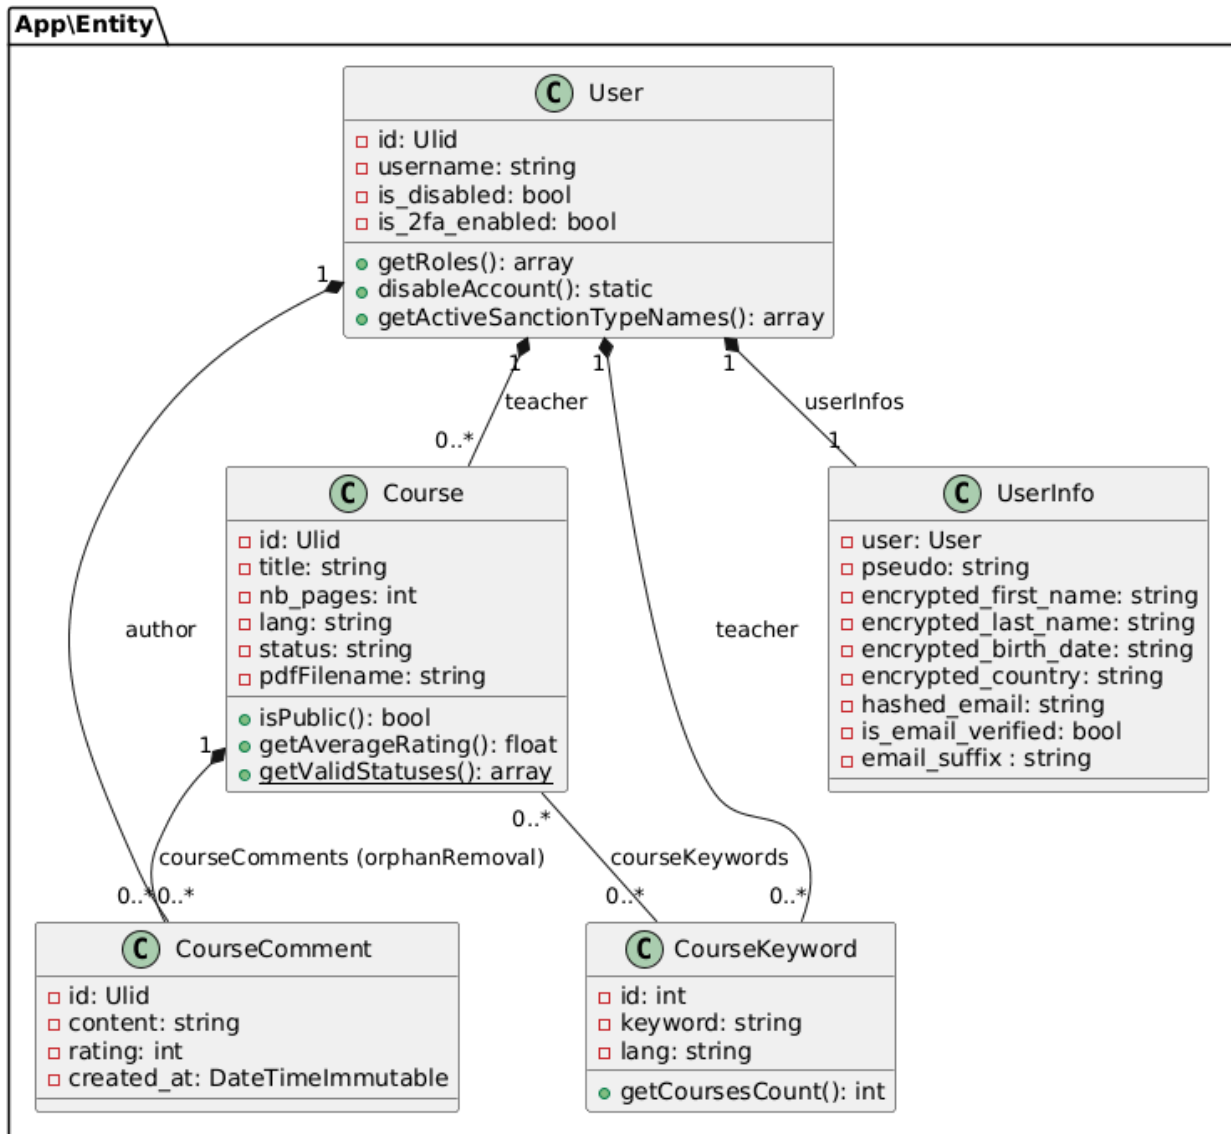 App\Entity
C User
id: Ulid
username: string
is_disabled: bool
is_2fa_enabled: bool
getRoles(): array
disableAccount(): static
getActiveSanctionTypeNames(): array
1
1
1
1
teacher
userInfos
0..*
1
C Course
id: Ulid
title: string
nb_pages: int
lang: string
status: string
pdfFilename: string
isPublic(): bool
getAverageRating(): float
getValidStatuses(): array
C UserInfo
user: User
pseudo: string
encrypted_first_name: string
encrypted_last_name: string
encrypted_birth_date: string
encrypted_country: string
hashed_email: string
is_email_verified: bool
email_suffix : string
author
teacher
1
0..*
courseComments (orphanRemoval)
courseKeywords
0..*
0..*
0..*
0..*
C CourseComment
id: Ulid
content: string
rating: int
created_at: DateTimeImmutable
C CourseKeyword
id: int
keyword: string
lang: string
getCoursesCount(): int